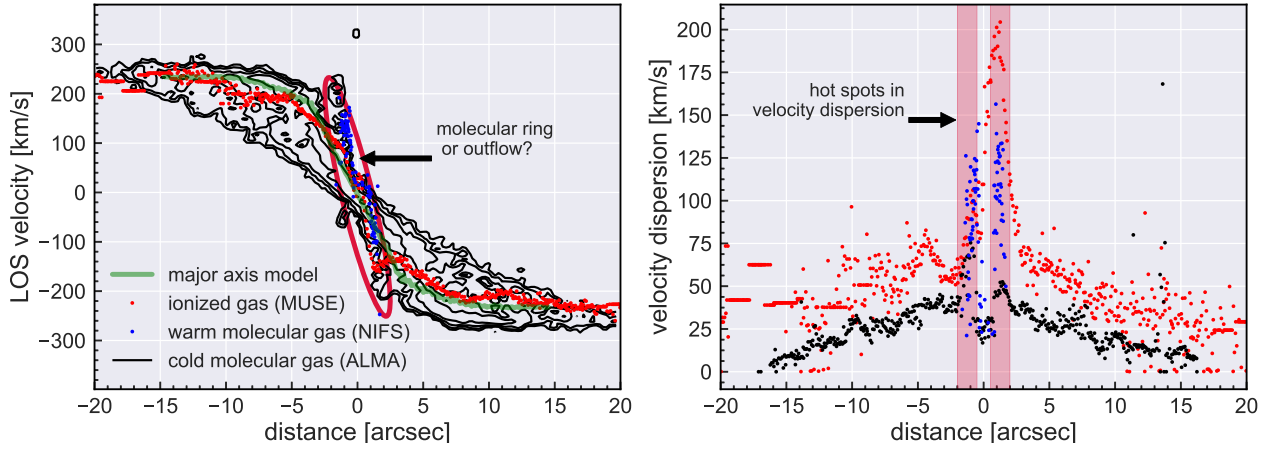 300
200
100
0
−100
−200
−300
LOS velocity [km/s]
molecular ring
or outflow?
major axis model
ionized gas (MUSE)
warm molecular gas (NIFS)
cold molecular gas (ALMA)
−20 −15 −10 −5 0 5 10 15 20
distance [arcsec]
200
175
150
125
100
75
50
25
0
velocity dispersion [km/s]
hot spots in
velocity dispersion
−20 −15 −10 −5 0 5 10 15 20
distance [arcsec]